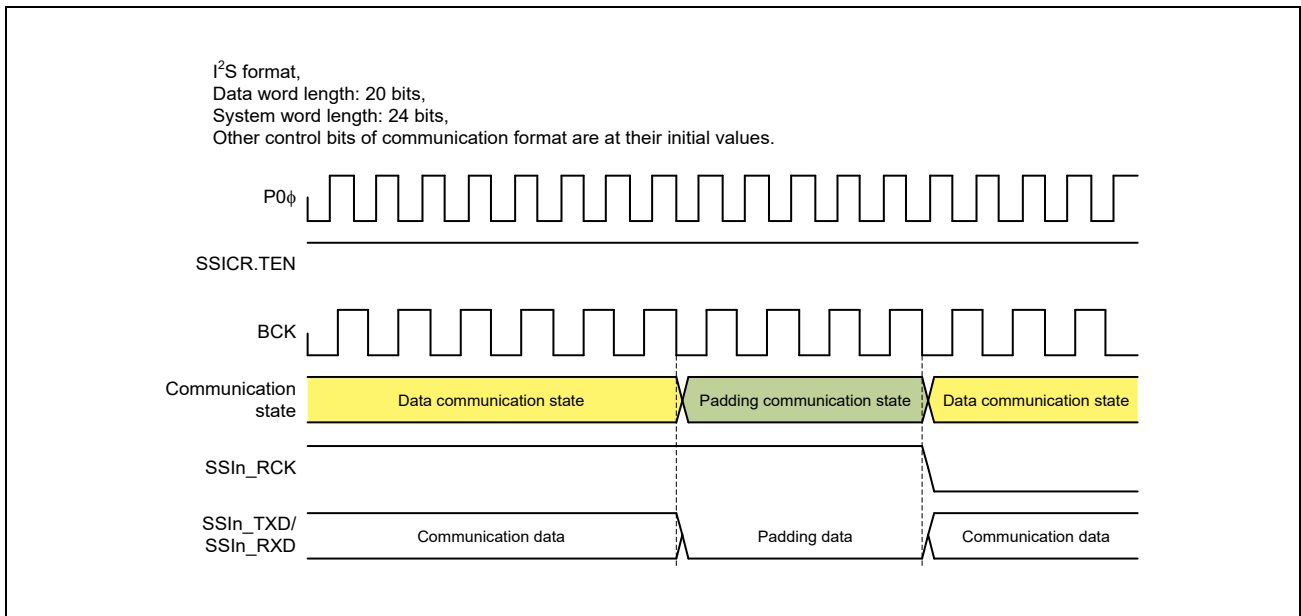 I²S format,
Data word length: 20 bits,
System word length: 24 bits,
Other control bits of communication format are at their initial values.
P0ϕ
SSICR.TEN
BCK
Communication
state
Data communication state
Padding communication state
Data communication state
SSIn_RCK
SSIn_TXD/
SSIn_RXD
Communication data
Padding data
Communication data